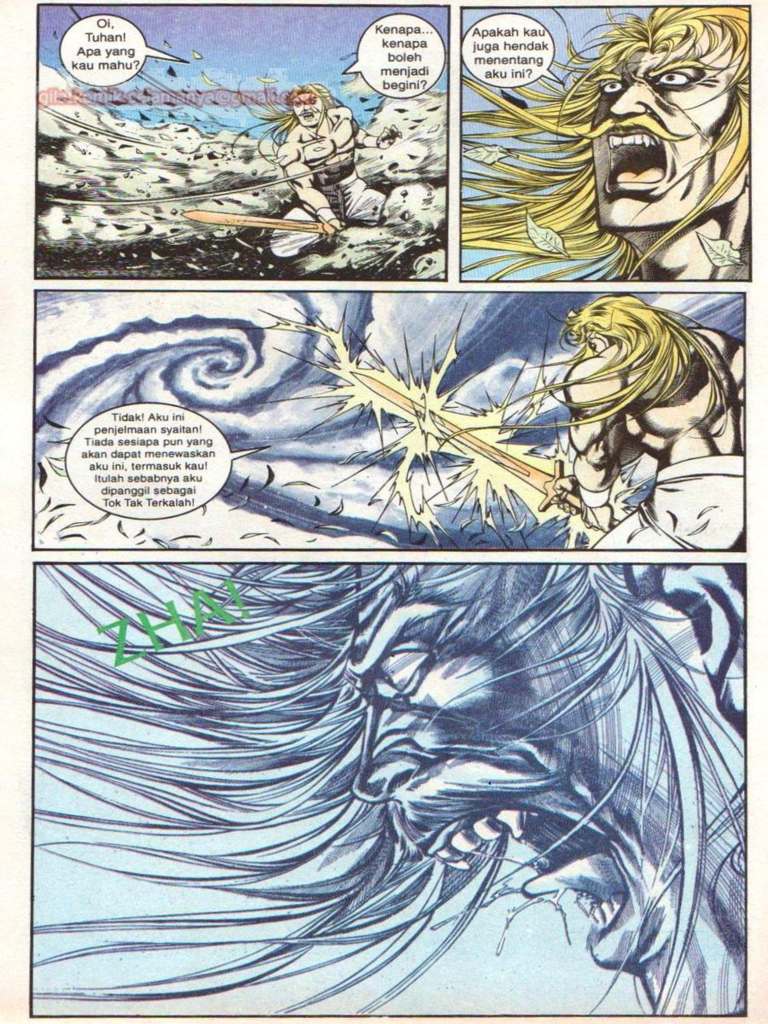 Oi,
Tuhan!
Apa yang
kau mahu?
Kenapa...
kenapa
boleh
menjadi
begini?
Apakah kau
juga hendak
menentang
aku ini?
Tidak! Aku ini
penjelmaan syaitan!
Tiada sesiapa pun yang
akan dapat menewaskan
aku ini, termasuk kau!
Itulah sebabnya aku
dipanggil sebagai
Tok Tak Terkalah!
ZHA!